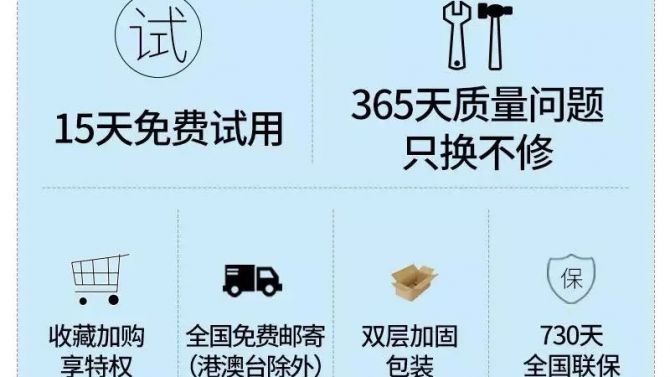 试
15天免费试用
365天质量问题
只换不修
收藏加购
享特权
全国免费邮寄
（港澳台除外）
双层加固
包装
保
730天
全国联保